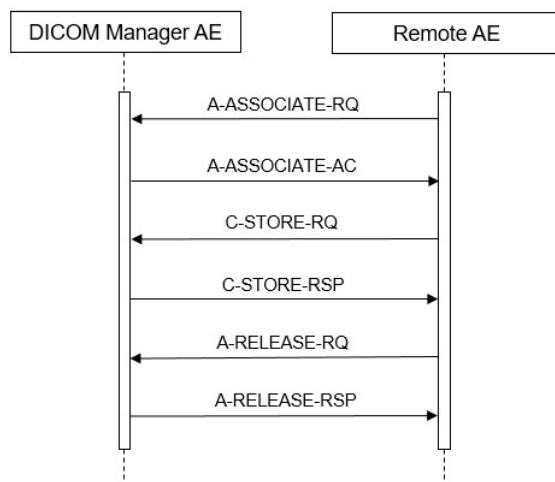 DICOM Manager AE
Remote AE
A-ASSOCIATE-RQ
A-ASSOCIATE-AC
C-STORE-RQ
C-STORE-RSP
A-RELEASE-RQ
A-RELEASE-RSP